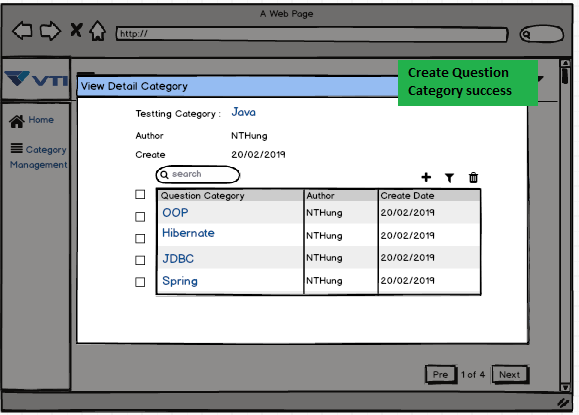 A Web Page
http://
VTI
Create Question
Category success
View Detail Category
Home
Category
Management
Testting Category : Java
Author NTHung
Create 20/02/2019
search
Question Category Author Create Date
OOP NTHung 20/02/2019
Hibernate NTHung 20/02/2019
JDBC NTHung 20/02/2019
Spring NTHung 20/02/2019
Pre 1 of 4 Next